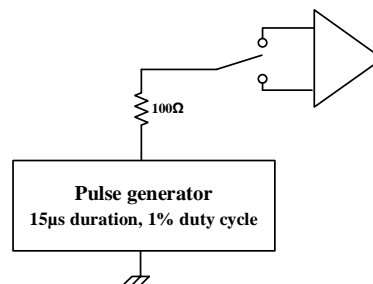 100Ω
Pulse generator
15μs duration, 1% duty cycle